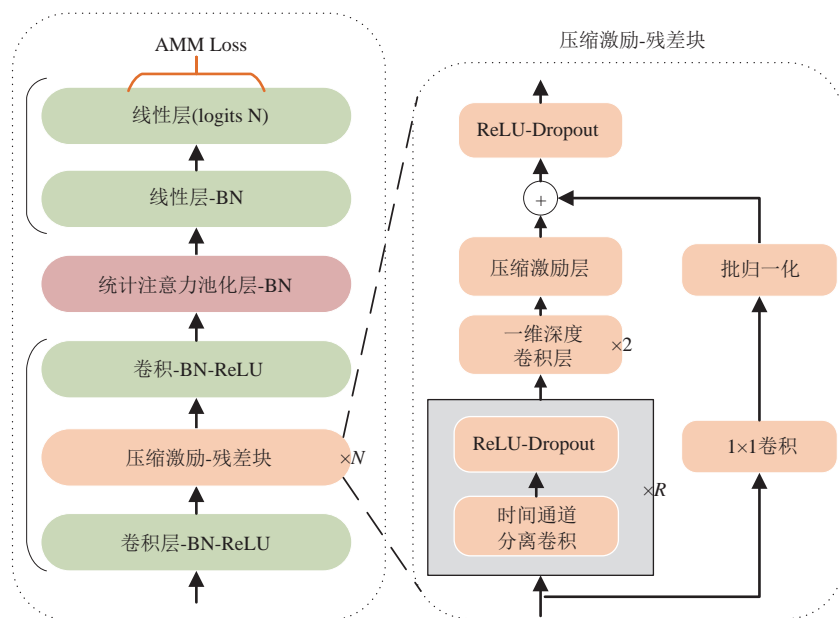 AMM Loss
线性层(logits N)
线性层-BN
统计注意力池化层-BN
卷积-BN-ReLU
压缩激励-残差块
×N
卷积层-BN-ReLU
压缩激励-残差块
ReLU-Dropout
+
压缩激励层
批归一化
一维深度
卷积层
×2
ReLU-Dropout
1×1卷积
×R
时间通道
分离卷积